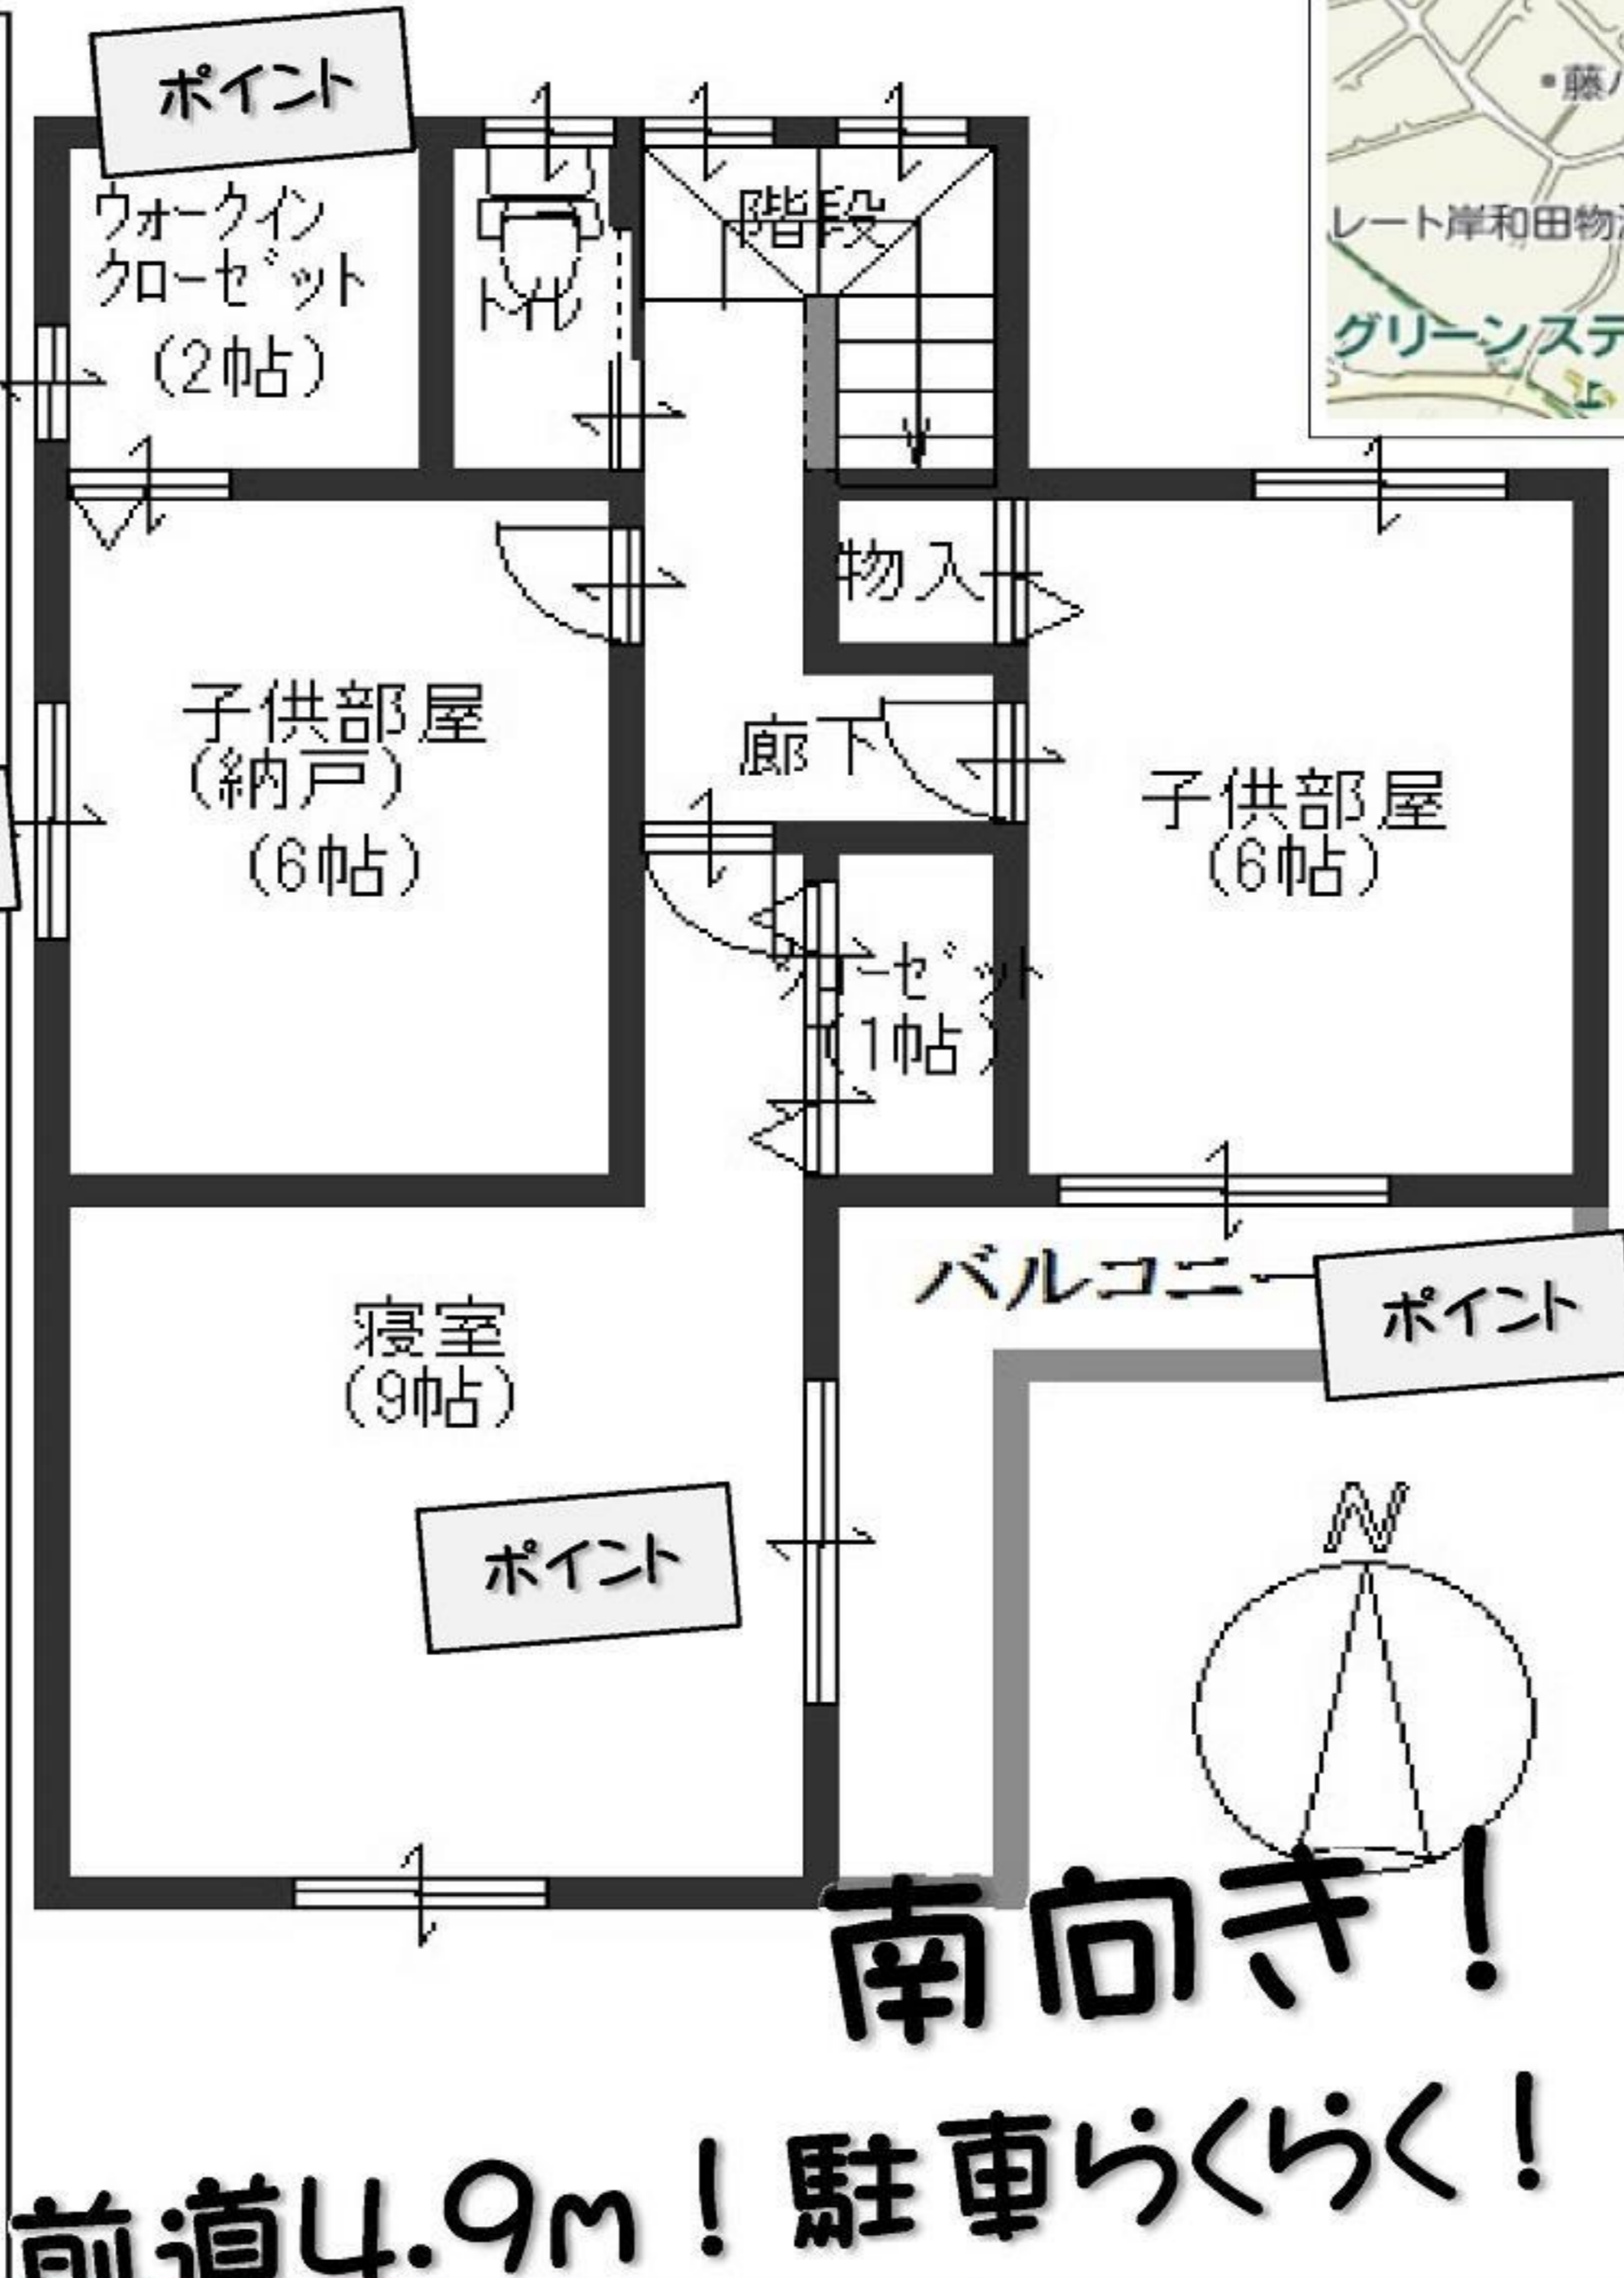 ポイント
ウォークイン
クローゼット
(2帖)
トイレ
階段
物入
子供部屋
(納戸)
(6帖)
廊下
子供部屋
(6帖)
クローゼット
(1帖)
バルコニー
ポイント
寝室
(9帖)
ポイント
N
南向き!
前道4.9m!駐車らくらく!
レート岸和田物
グリーンステ